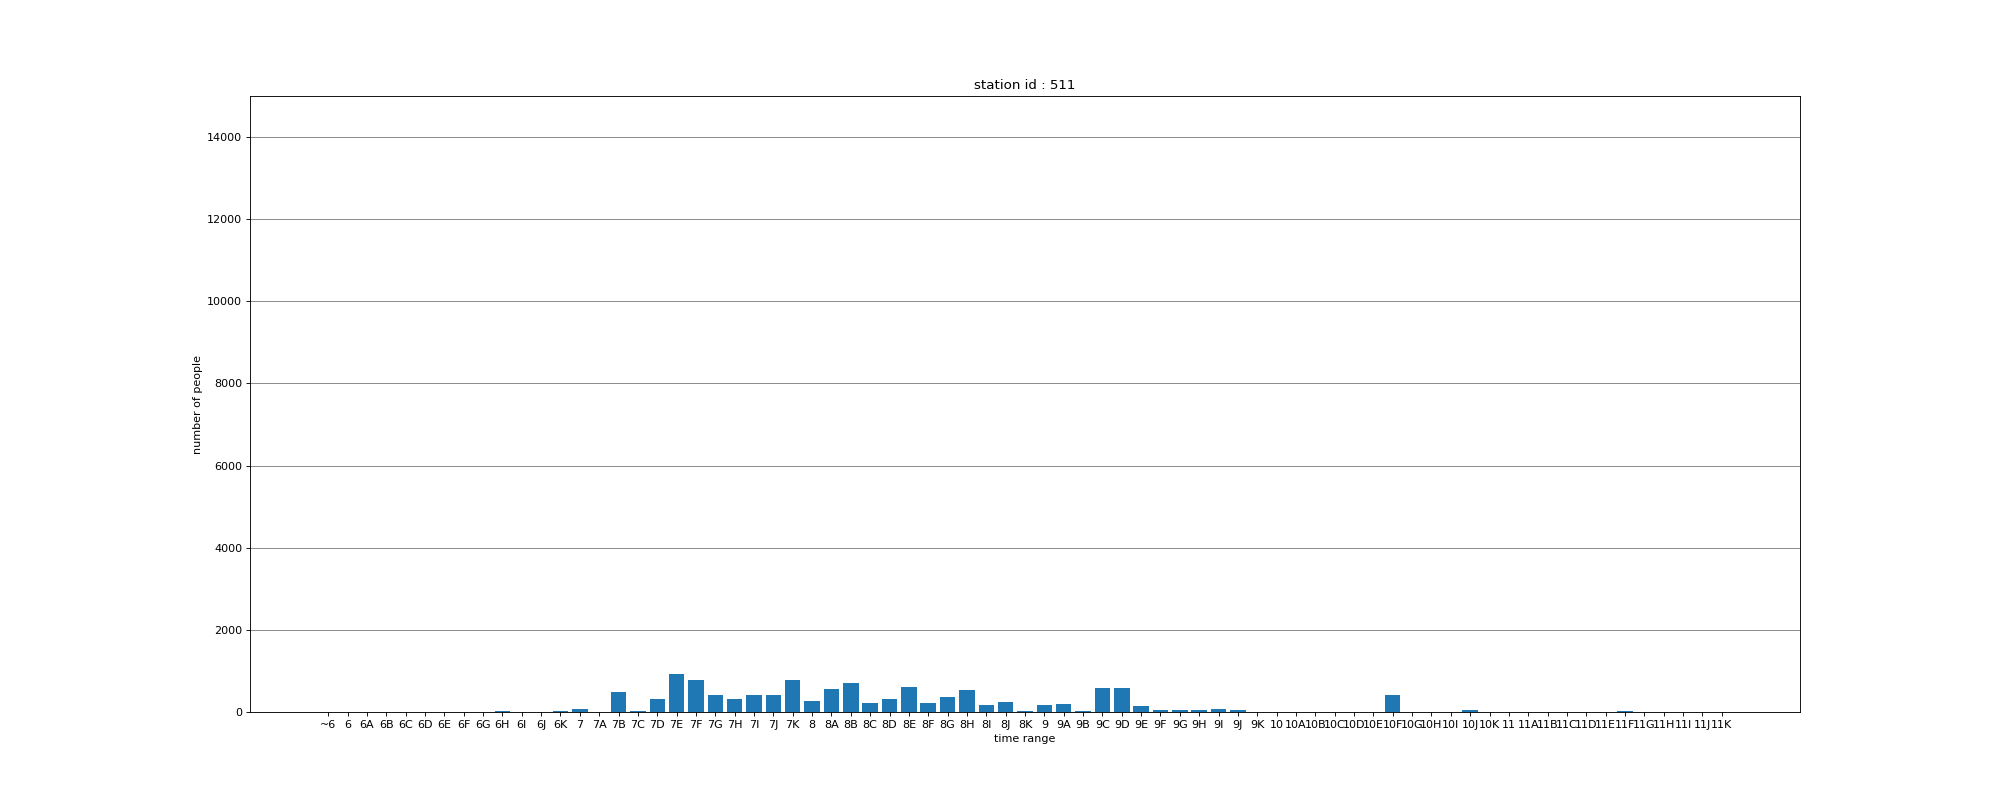 station id : 511
14000
12000
10000
8000
6000
4000
2000
0
number of people
~6 6 6A 6B 6C 6D 6E 6F 6G 6H 6I 6J 6K 7 7A 7B 7C 7D 7E 7F 7G 7H 7I 7J 7K 8 8A 8B 8C 8D 8E 8F 8G 8H 8I 8J 8K 9 9A 9B 9C 9D 9E 9F 9G 9H 9I 9J 9K 10 10A 10B 10C 10D 10E 10F 10G 10H 10I 10J 10K 11 11A 11B 11C 11D 11E 11F 11G 11H 11I 11J 11K
time range